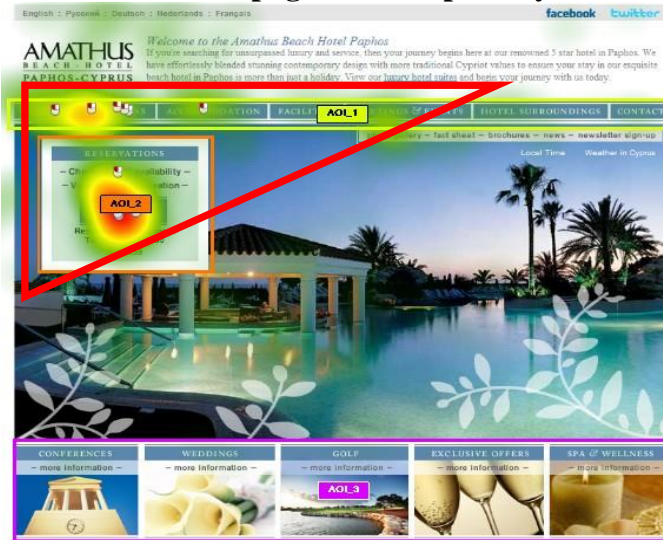 English : Русский : Deutsch : Nederlands : Français
facebook twitter
AMATHUS
BEACH - HOTEL
PAPHOS-CYPRUS
Welcome to the Amathus Beach Hotel Paphos
If you're searching for unsurpassed luxury and service, then your journey begins here at our renowned 5 star hotel in Paphos. We
have effortlessly blended stunning contemporary design with more traditional Cypriot values to ensure your stay in our exquisite
beach hotel in Paphos is more than just a holiday. View our luxury hotel suites and begin your journey with us today.
AOI_1
HOTEL SURROUNDINGS CONTACT
fact sheat – brochures – news – newsletter sign-up
Local Time Weather in Cyprus
RESERVATIONS
AOI_2
CONFERENCES WEDDINGS GOLF EXCLUSIVE OFFERS SPA & WELLNESS
– more information – – more information – – more information – – more information – – more information –
AOI_3